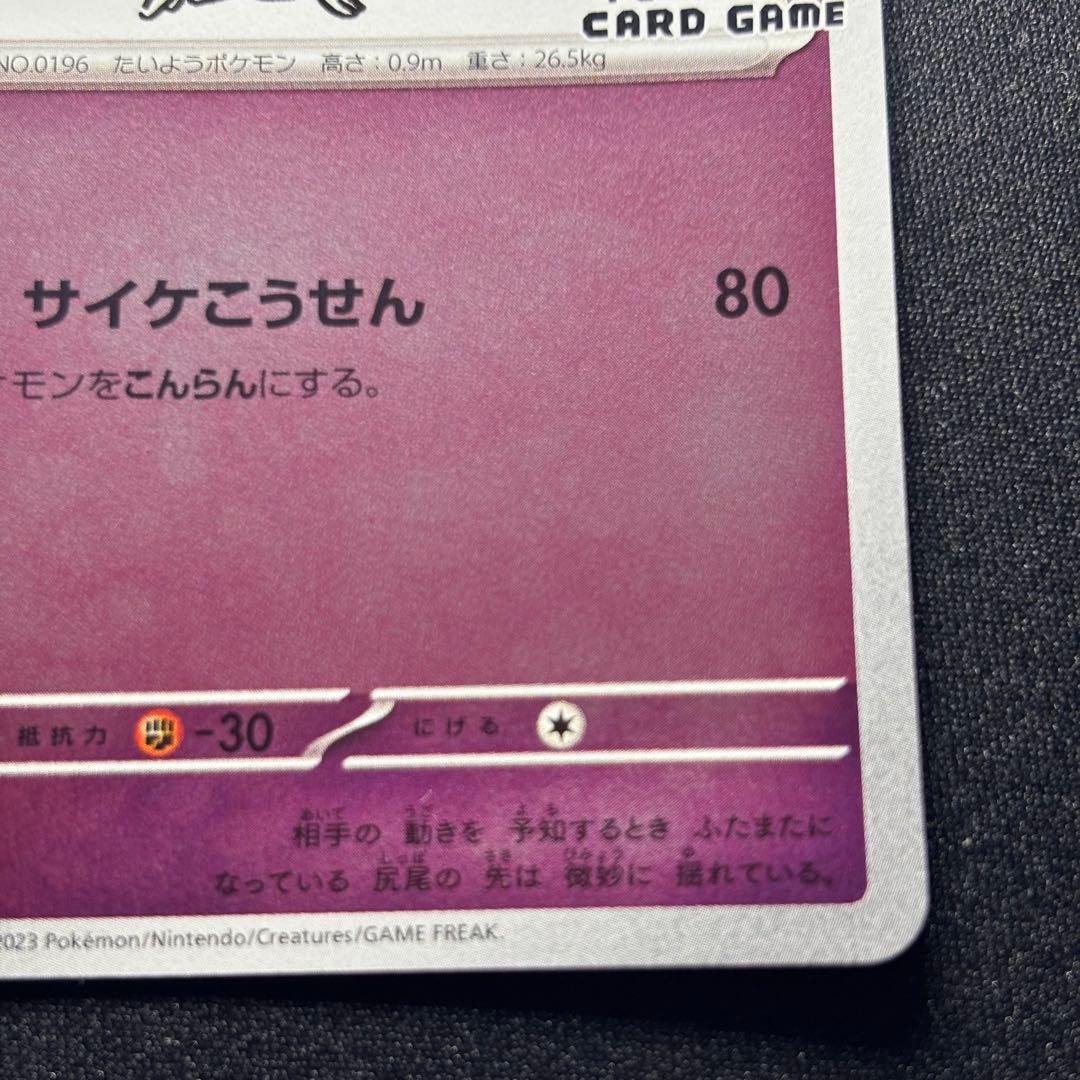 CARD GAME
NO.0196 たいようポケモン 高さ:0.9m 重さ:26.5kg
サイケこうせん 80
ケモンをこんらんにする。
抵抗力 -30 にげる
相手の 動きを 予知するとき ふたまたに
なっている 尻尾の 先は 微妙に 揺れている。
2023 Pokémon/Nintendo/Creatures/GAME FREAK.